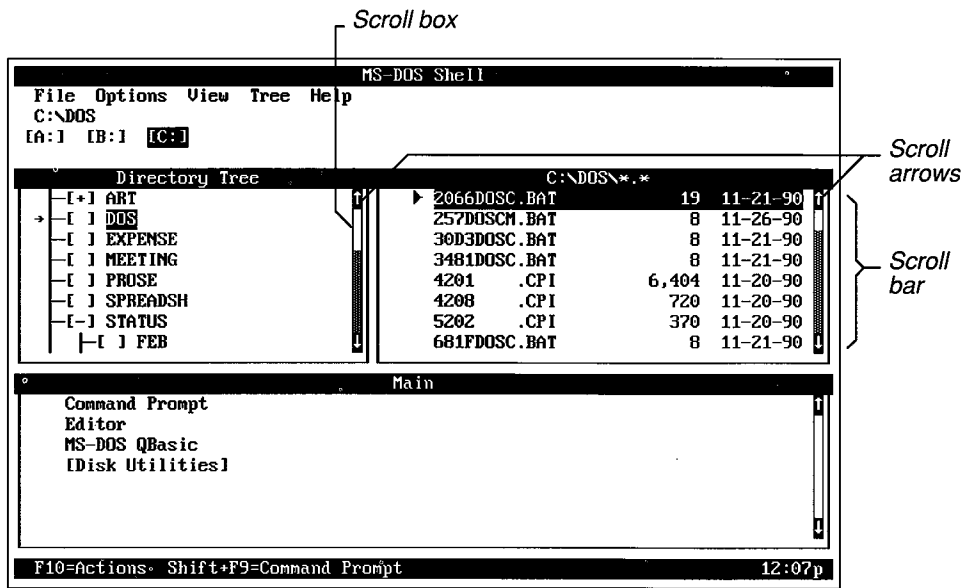 Scroll box
MS-DOS Shell
File Options View Tree Help
C:\DOS
[A:] [B:] [C:]
Scroll
arrows
Directory Tree
C:\DOS\*.*
[+] ART
→ [ ] DOS
[ ] EXPENSE
[ ] MEETING
[ ] PROSE
[ ] SPREADSH
[-] STATUS
[ ] FEB
2066DOSC.BAT 19 11-21-90
257DOSCM.BAT 8 11-26-90
30D3DOSC.BAT 8 11-21-90
3481DOSC.BAT 8 11-21-90
4201 .CPI 6,404 11-20-90
4208 .CPI 720 11-20-90
5202 .CPI 370 11-20-90
681FDOSC.BAT 8 11-21-90
Scroll
bar
Main
Command Prompt
Editor
MS-DOS QBasic
[Disk Utilities]
F10=Actions Shift+F9=Command Prompt 12:07p